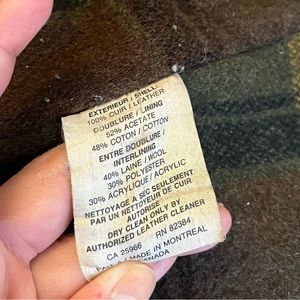 EXTERIEUR / SHELL
100% CUIR / LEATHER
DOUBLURE / LINING
52% ACETATE
48% COTON / COTTON
ENTRE DOUBLURE /
INTERLINING
40% LAINE / WOOL
30% POLYESTER
30% ACRYLIQUE / ACRYLIC
NETTOYAGE A SEC SEULEMENT
PAR UN NETTOYEUR DE CUIR
AUTORISE
DRY CLEAN ONLY BY
AUTHORIZED LEATHER CLEANER
CA 25966 RN 82384
MADE IN MONTREAL
CANADA